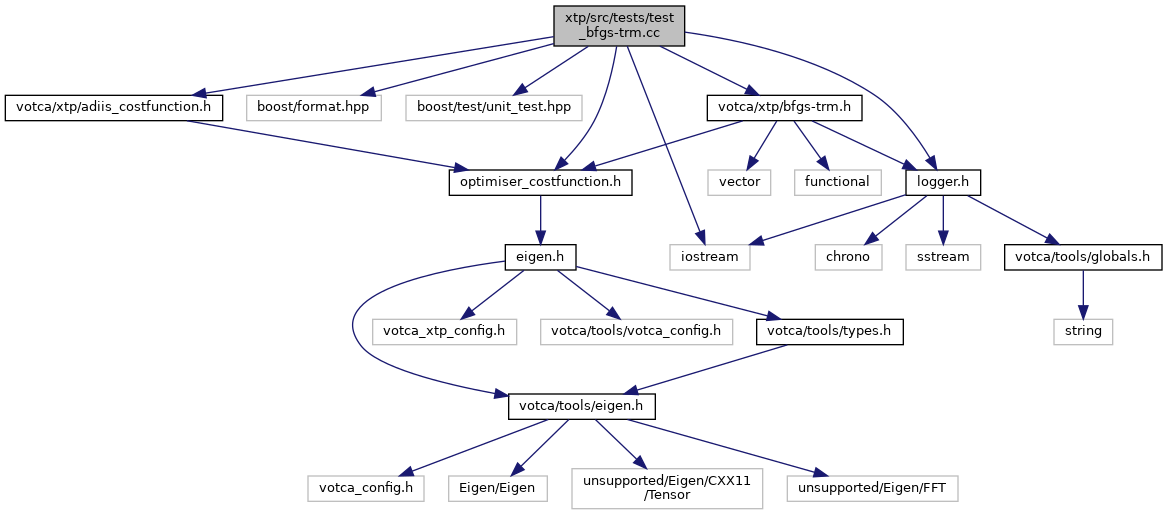 xtp/src/tests/test
_bfgs-trm.cc
votca/xtp/adiis_costfunction.h
boost/format.hpp
boost/test/unit_test.hpp
votca/xtp/bfgs-trm.h
optimiser_costfunction.h
vector
functional
logger.h
eigen.h
iostream
chrono
sstream
votca/tools/globals.h
votca_xtp_config.h
votca/tools/votca_config.h
votca/tools/types.h
string
votca/tools/eigen.h
votca_config.h
Eigen/Eigen
unsupported/Eigen/CXX11
/Tensor
unsupported/Eigen/FFT